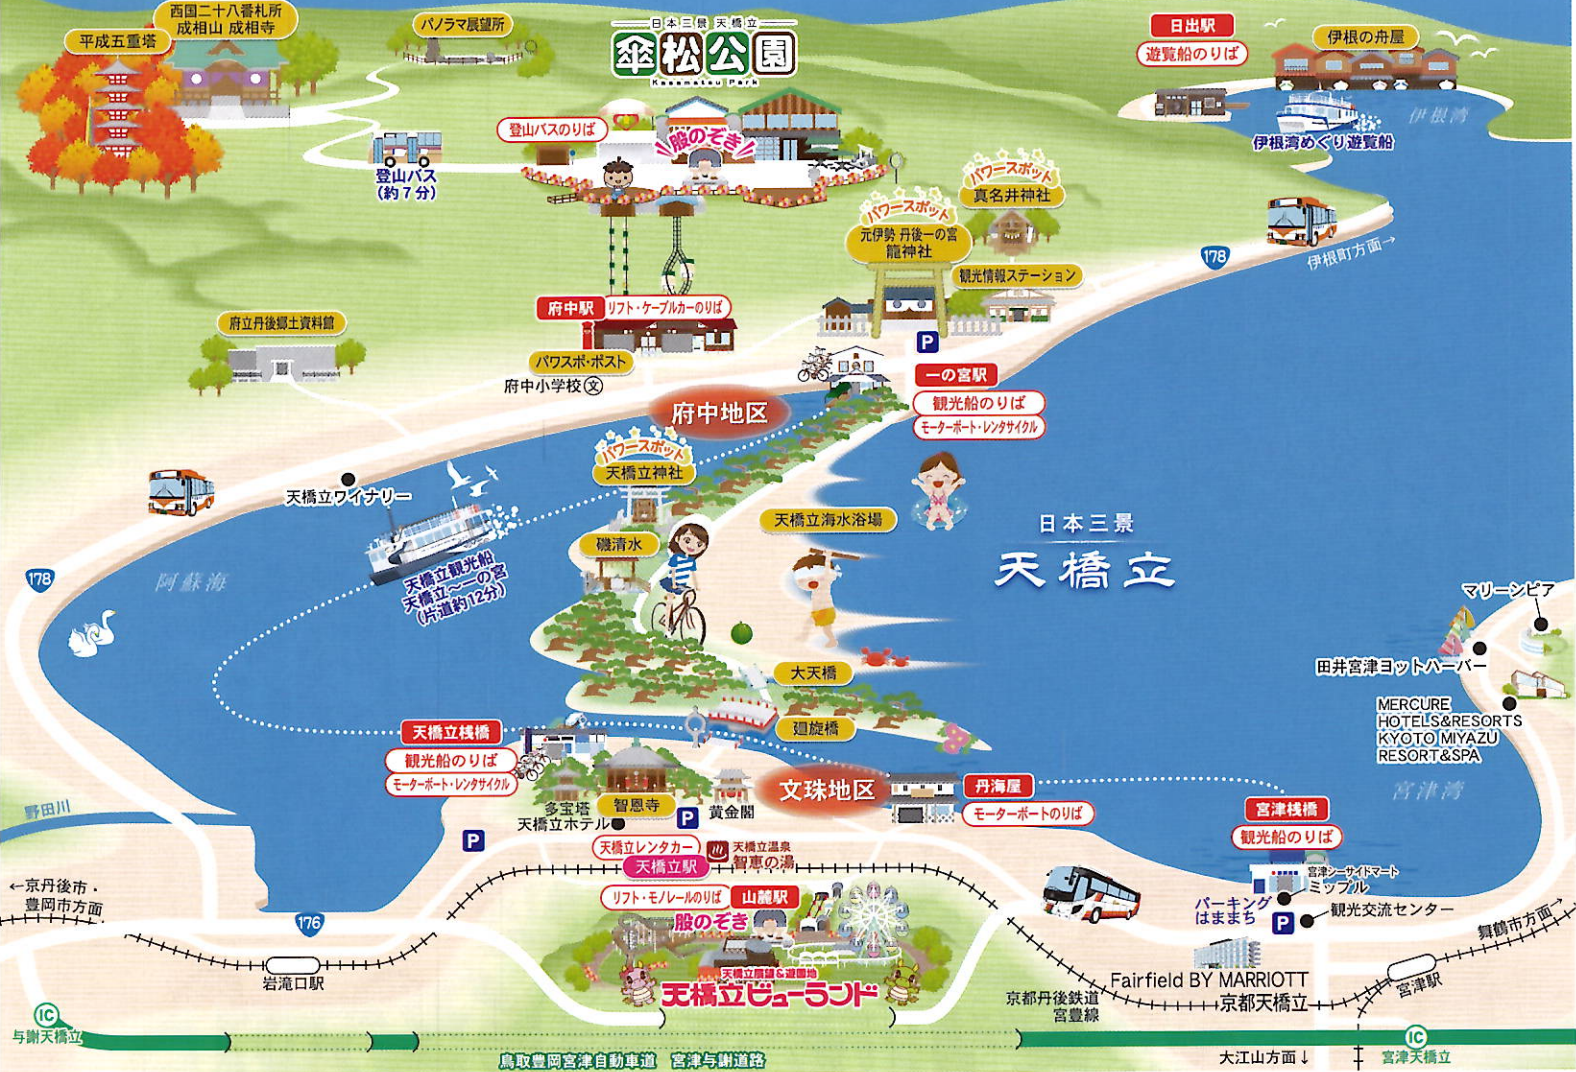 西国二十八番札所
成相山 成相寺
平成五重塔
パノラマ展望所
日本三景 天橋立
傘松公園
Kasamatsu Park
日出駅
遊覧船のりば
伊根の舟屋
伊根湾
伊根湾めぐり遊覧船
登山バスのりば
股のぞき
登山バス
(約7分)
パワースポット
真名井神社
パワースポット
元伊勢 丹後一の宮
籠神社
観光情報ステーション
178
伊根町方面→
府中駅
リフト・ケーブルカーのりば
府立丹後郷土資料館
パワスポ・ポスト
府中小学校 文
P
一の宮駅
観光船のりば
モーターボート・レンタサイクル
府中地区
パワースポット
天橋立神社
天橋立ワイナリー
天橋立海水浴場
日本三景
天橋立
磯清水
天橋立観光船
天橋立~一の宮
(片道約12分)
178
阿蘇海
マリーンピア
田井宮津ヨットハーバー
MERCURE
HOTELS&RESORTS
KYOTO MIYAZU
RESORT&SPA
宮津湾
大天橋
廻旋橋
天橋立桟橋
観光船のりば
モーターボート・レンタサイクル
文珠地区
丹海屋
モーターボートのりば
宮津桟橋
観光船のりば
野田川
多宝塔
智恩寺
黄金閣
天橋立ホテル
P
P
天橋立レンタカー
天橋立駅
天橋立温泉
智恵の湯
宮津シーサイドマート
ミップル
パーキング
はままち
P
観光交流センター
←京丹後市・
豊岡市方面
176
リフト・モノレールのりば
山麓駅
股のぞき
天橋立展望&遊園地
天橋立ビューランド
舞鶴市方面→
岩滝口駅
Fairfield BY MARRIOTT
京都天橋立
宮津駅
京都丹後鉄道
宮豊線
IC
与謝天橋立
鳥取豊岡宮津自動車道 宮津与謝道路
大江山方面↓
IC
宮津天橋立